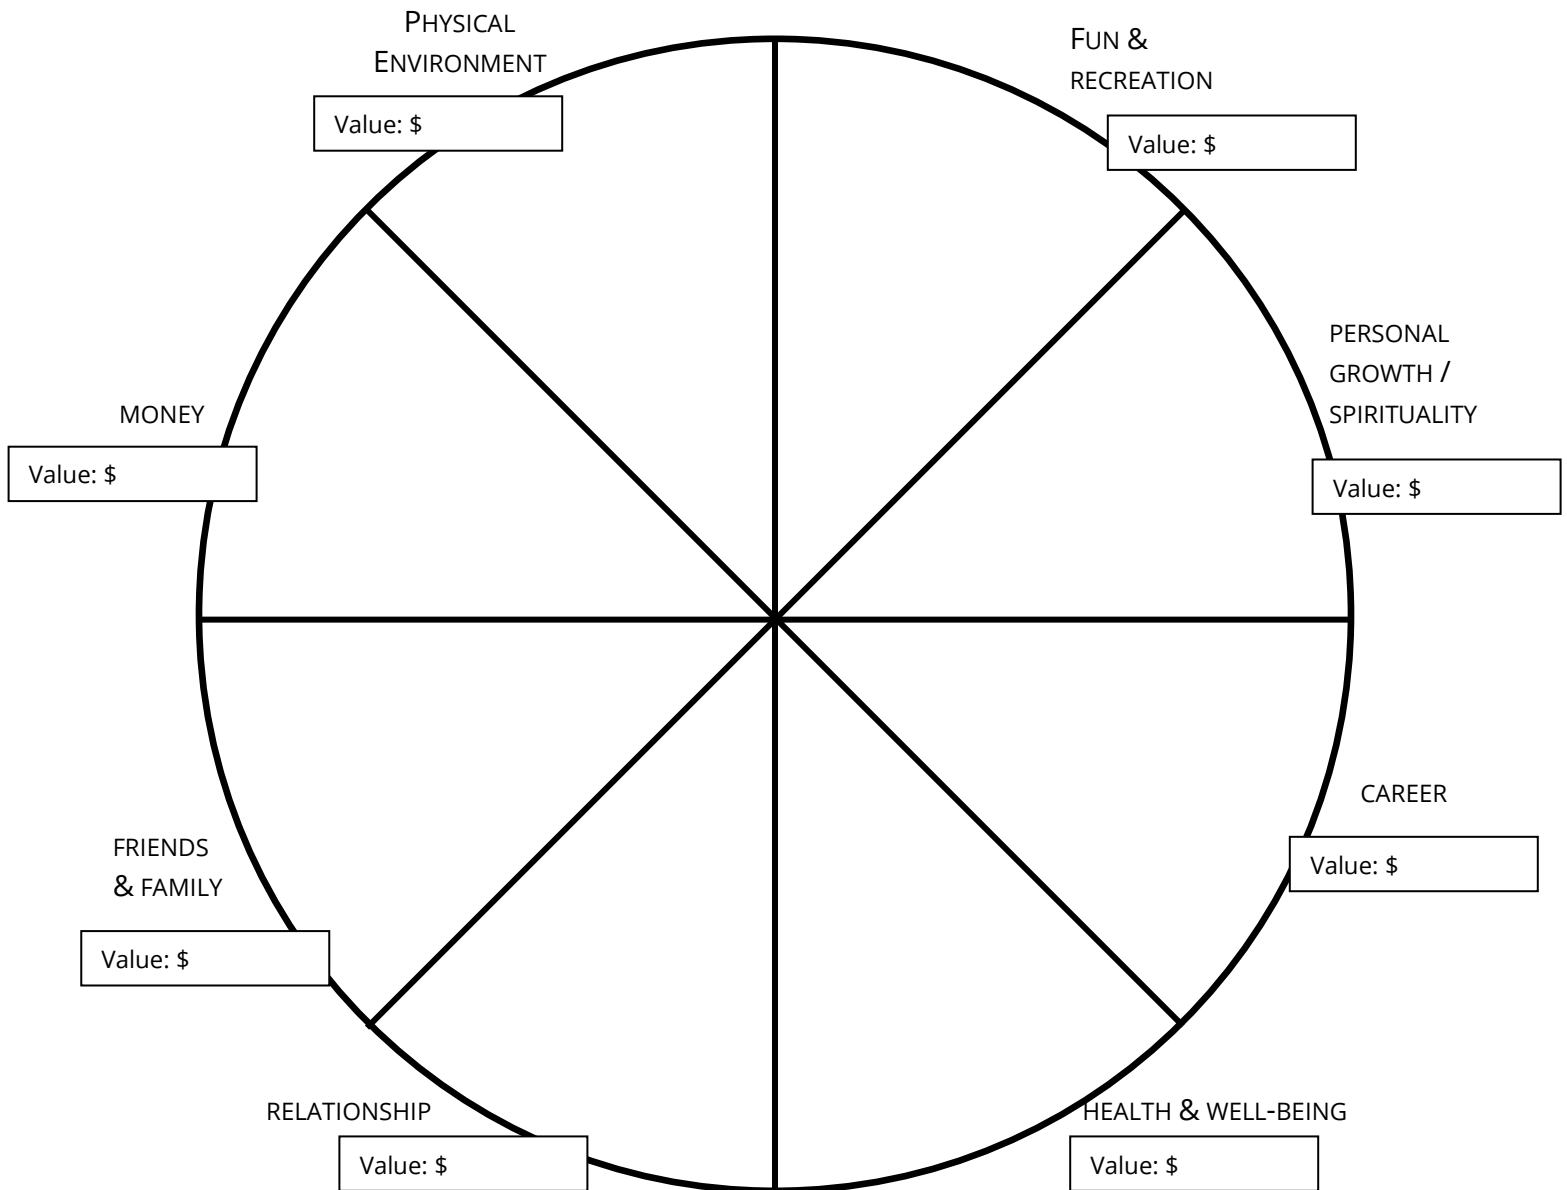 PHYSICAL
ENVIRONMENT
Value: $
FUN &
RECREATION
Value: $
PERSONAL
GROWTH /
SPIRITUALITY
Value: $
MONEY
Value: $
CAREER
Value: $
FRIENDS
& FAMILY
Value: $
RELATIONSHIP
Value: $
HEALTH & WELL-BEING
Value: $